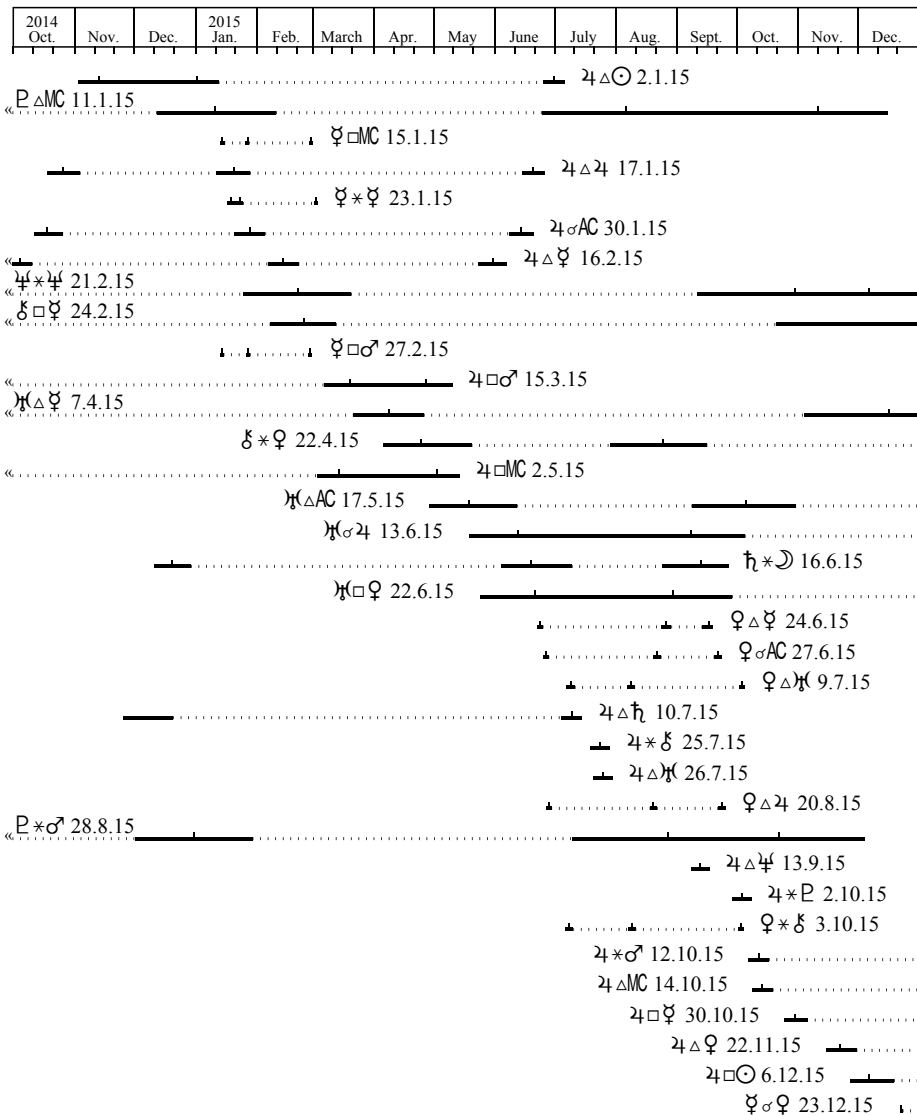 2014 2015
Oct. Nov. Dec. Jan. Feb. March Apr. May June July Aug. Sept. Oct. Nov. Dec.
♃△☉ 2.1.15
« ♇△MC 11.1.15
☿□MC 15.1.15
♃△♃ 17.1.15
☿⚹☿ 23.1.15
♃☌AC 30.1.15
« ♃△☿ 16.2.15
« ♆⚹♆ 21.2.15
« ⚷□☿ 24.2.15
☿□♂ 27.2.15
« ♃□♂ 15.3.15
« ♅△☿ 7.4.15
⚷⚹♀ 22.4.15
« ♃□MC 2.5.15
♅△AC 17.5.15
♅☌♃ 13.6.15
♄⚹☽ 16.6.15
♅□♀ 22.6.15
♀△☿ 24.6.15
♀☌AC 27.6.15
♀△♅ 9.7.15
♃△♄ 10.7.15
♃⚹⚷ 25.7.15
♃△♅ 26.7.15
♀△♃ 20.8.15
« ♇⚹♂ 28.8.15
♃△♆ 13.9.15
♃⚹♇ 2.10.15
♀⚹⚷ 3.10.15
♃⚹♂ 12.10.15
♃△MC 14.10.15
♃□☿ 30.10.15
♃△♀ 22.11.15
♃□☉ 6.12.15
☿☌♀ 23.12.15